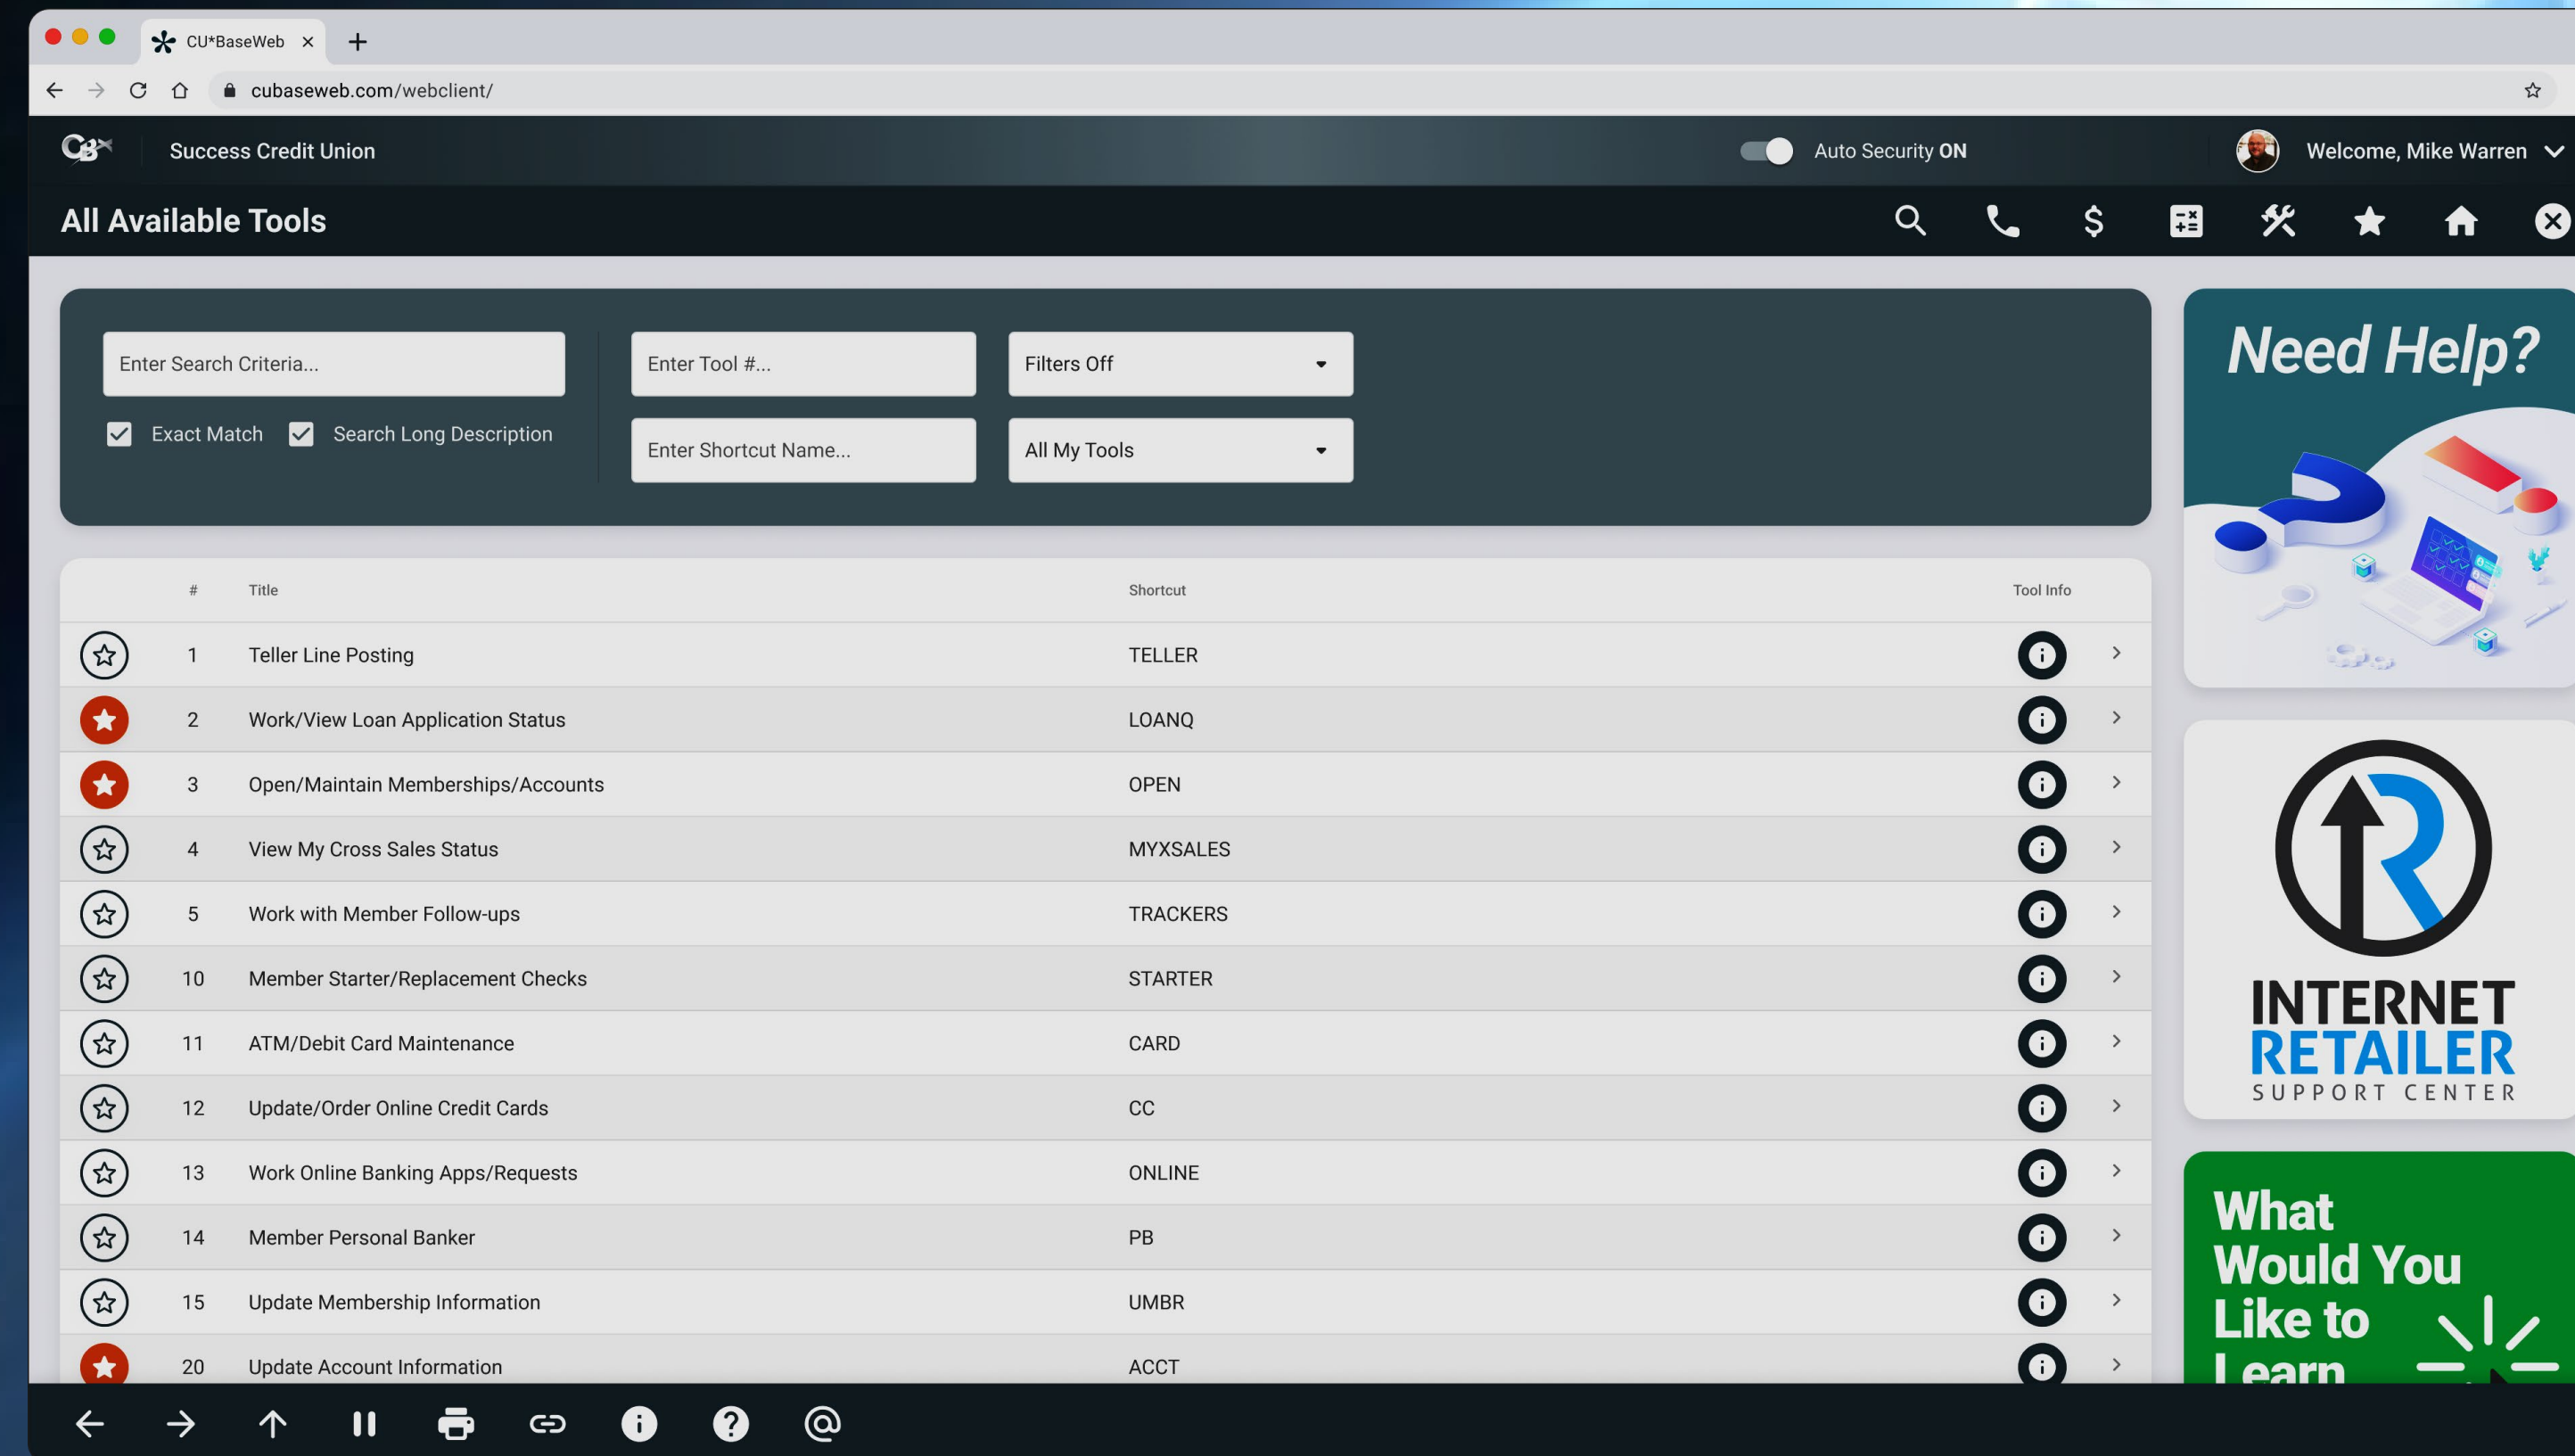 CU*BaseWeb
cubaseweb.com/webclient/
CBX Success Credit Union Auto Security ON Welcome, Mike Warren
All Available Tools
Enter Search Criteria... Enter Tool #... Filters Off
Exact Match Search Long Description Enter Shortcut Name... All My Tools
# Title Shortcut Tool Info
1 Teller Line Posting TELLER
2 Work/View Loan Application Status LOANQ
3 Open/Maintain Memberships/Accounts OPEN
4 View My Cross Sales Status MYXSALES
5 Work with Member Follow-ups TRACKERS
10 Member Starter/Replacement Checks STARTER
11 ATM/Debit Card Maintenance CARD
12 Update/Order Online Credit Cards CC
13 Work Online Banking Apps/Requests ONLINE
14 Member Personal Banker PB
15 Update Membership Information UMBR
20 Update Account Information ACCT
Need Help?
INTERNET
RETAILER
SUPPORT CENTER
What
Would You
Like to
Learn